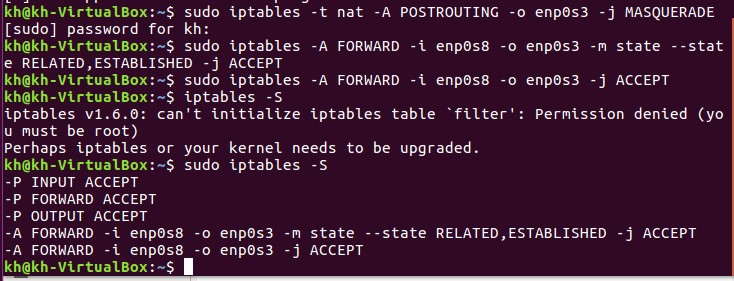 kh@kh-VirtualBox:~$ sudo iptables -t nat -A POSTROUTING -o enp0s3 -j MASQUERADE
[sudo] password for kh:
kh@kh-VirtualBox:~$ sudo iptables -A FORWARD -i enp0s8 -o enp0s3 -m state --stat
e RELATED,ESTABLISHED -j ACCEPT
kh@kh-VirtualBox:~$ sudo iptables -A FORWARD -i enp0s8 -o enp0s3 -j ACCEPT
kh@kh-VirtualBox:~$ iptables -S
iptables v1.6.0: can't initialize iptables table `filter': Permission denied (yo
u must be root)
Perhaps iptables or your kernel needs to be upgraded.
kh@kh-VirtualBox:~$ sudo iptables -S
-P INPUT ACCEPT
-P FORWARD ACCEPT
-P OUTPUT ACCEPT
-A FORWARD -i enp0s8 -o enp0s3 -m state --state RELATED,ESTABLISHED -j ACCEPT
-A FORWARD -i enp0s8 -o enp0s3 -j ACCEPT
kh@kh-VirtualBox:~$